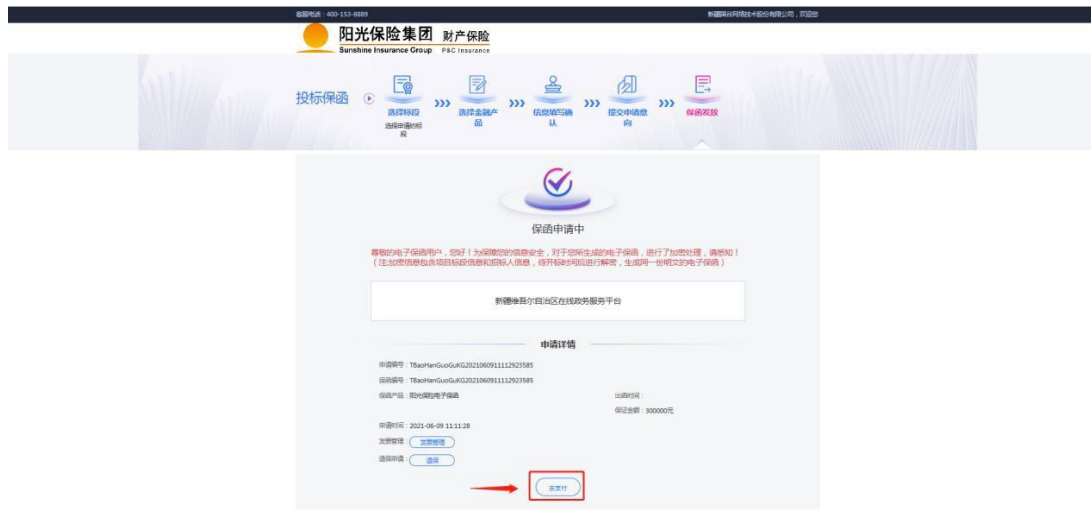 客服电话：400-153-8889
新疆国谷网络技术股份有限公司，欢迎您
阳光保险集团 财产保险
Sunshine Insurance Group P&C Insurance
投标保函
选择标段
选择申请的标段
选择金融产品
信息填写确认
提交申请意向
保函发放
保函申请中
尊敬的电子保函用户，您好！为保障您的信息安全，对于您所生成的电子保函，进行了加密处理，请悉知！
（注:加密信息包含项目标段信息和招标人信息，待开标时间后进行解密，生成同一份明文的电子保函）
新疆维吾尔自治区在线政务服务平台
申请详情
申请编号：TBaoHanGuoGuKG2021060911112923585
保函编号：TBaoHanGuoGuKG2021060911112923585
保函产品：阳光保险电子保函
出函时间：
保证金额：300000元
申请时间：2021-06-09 11:11:28
发票管理：发票管理
退保申请：退保
去支付